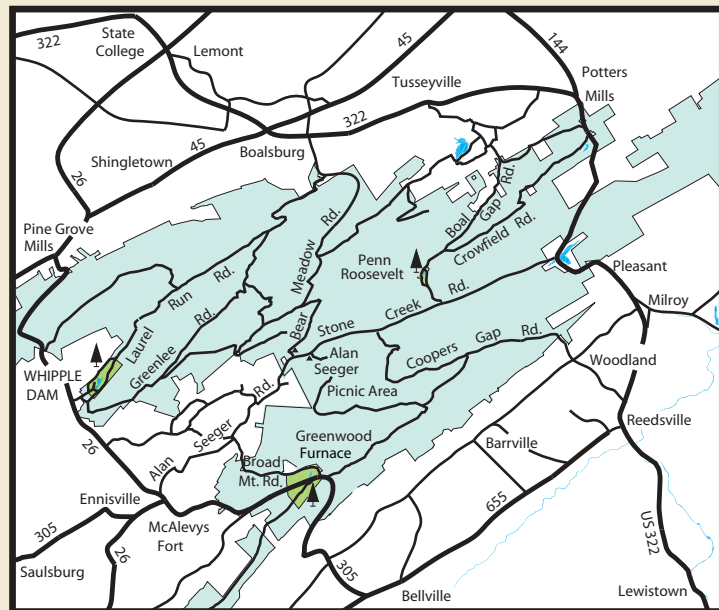 322
State
College
Lemont
45
144
Tusseyville
Potters
Mills
322
45
Shingletown
Boalsburg
26
Boal
Gap
Rd.
Rd.
Crowfield Rd.
Pine Grove
Mills
Meadow
Penn
Roosevelt
Rd.
Run
Laurel
Pleasant
Milroy
Rd.
Greenlee
Bear
Stone
Creek
Rd.
Gap
Rd.
Coopers
WHIPPLE
DAM
Alan
Seeger
Picnic Area
Woodland
Rd.
Seeger
Alan
26
Greenwood
Furnace
Broad
Mt. Rd.
Barrville
Reedsville
Ennisville
655
305
McAlevys
Fort
26
US 322
305
Saulsburg
Bellville
Lewistown